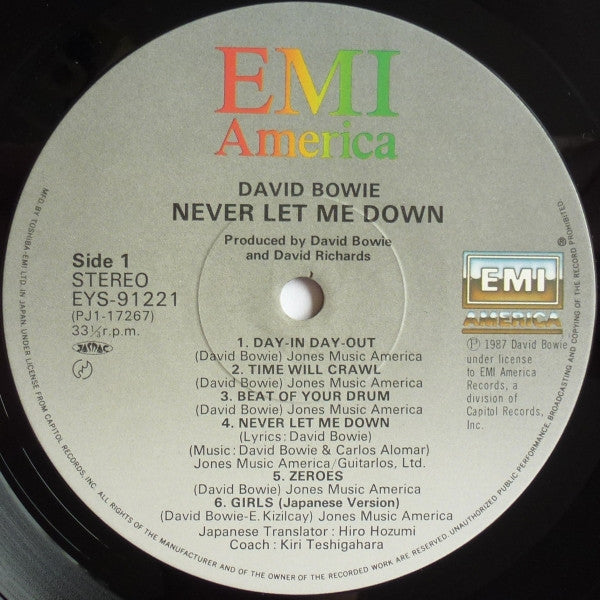 EMI
America
DAVID BOWIE
NEVER LET ME DOWN
Produced by David Bowie
and David Richards
Side 1
STEREO
EYS-91221
(PJ1-17267)
33⅓r.p.m.
JASRAC
EMI
AMERICA
Ⓟ 1987 David Bowie
under license
to EMI America
Records, a
division of
Capitol Records,
Inc.
1. DAY-IN DAY-OUT
(David Bowie) Jones Music America
2. TIME WILL CRAWL
(David Bowie) Jones Music America
3. BEAT OF YOUR DRUM
(David Bowie) Jones Music America
4. NEVER LET ME DOWN
(Lyrics : David Bowie)
(Music : David Bowie & Carlos Alomar)
Jones Music America/Guitarlos, Ltd.
5. ZEROES
(David Bowie) Jones Music America
6. GIRLS (Japanese Version)
(David Bowie-E. Kizilcay) Jones Music America
Japanese Translator : Hiro Hozumi
Coach : Kiri Teshigahara
MFD. BY TOSHIBA-EMI LTD. IN JAPAN, UNDER LICENSE FROM CAPITOL RECORDS, INC. ALL RIGHTS OF THE MANUFACTURER AND OF THE OWNER OF THE RECORDED WORK RESERVED. UNAUTHORIZED PUBLIC PERFORMANCE, BROADCASTING AND COPYING OF THE RECORD PROHIBITED. ®